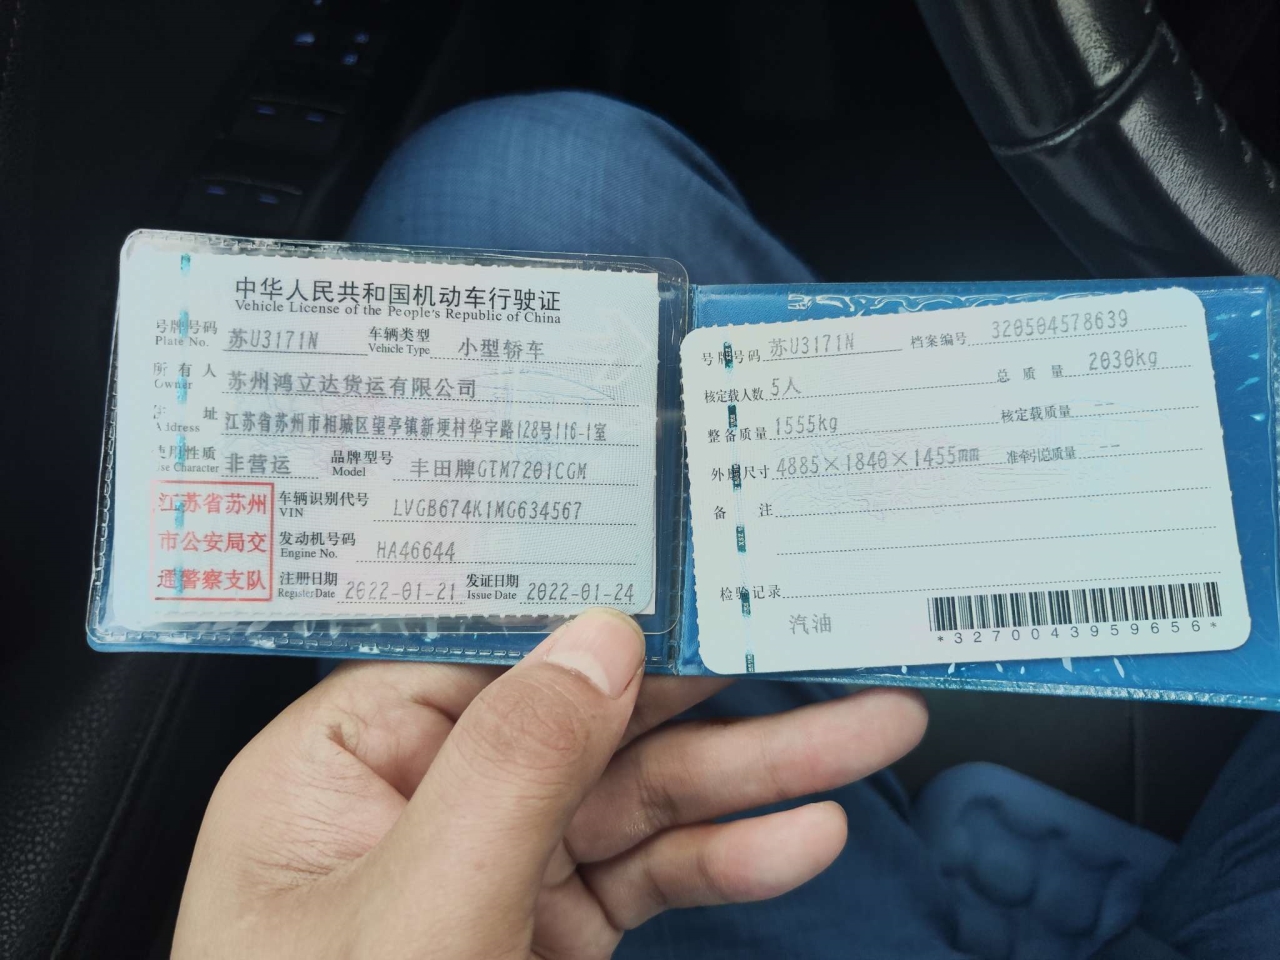 中华人民共和国机动车行驶证
Vehicle License of the People's Republic of China
号牌号码 苏U3171N 车辆类型 小型轿车
Plate No. Vehicle Type
所有人 苏州鸿立达货运有限公司
Owner
址 江苏省苏州市相城区望亭镇新埂村华字路128号116-1室
Address
使用性质 非营运 品牌型号 丰田牌GTM7201CGM
Use Character Model
车辆识别代号 LVGB674K1MG634567
VIN
发动机号码 HA46644
Engine No.
注册日期 2022-01-21 发证日期 2022-01-24
Register Date Issue Date
江苏省苏州
市公安局交
通警察支队
号牌号码 苏U3171N 档案编号 320504578639
核定载人数 5人 总质量 2030kg
整备质量 1555kg 核定载质量 --
外廓尺寸 4885×1840×1455mm 准牵引总质量 --
备注
检验记录
汽油
*3270043959656*